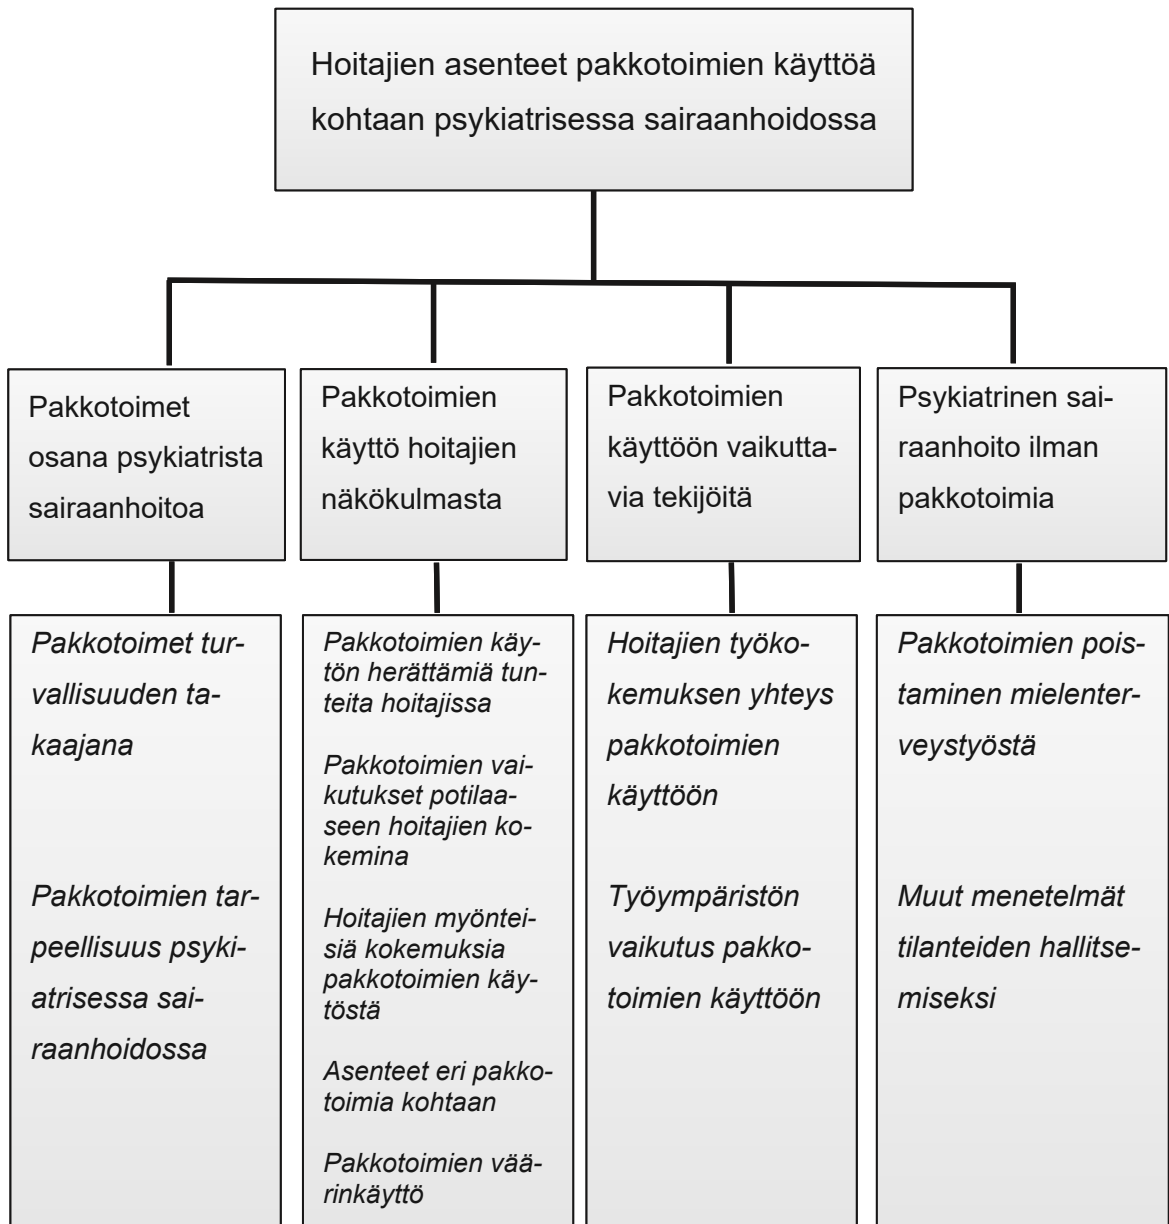 Hoitajien asenteet pakkotoimien käyttöä
kohtaan psykiatrisessa sairaanhoidossa
Pakkotoimet
osana psykiatrista
sairaanhoitoa
Pakkotoimien
käyttö hoitajien
näkökulmasta
Pakkotoimien
käyttöön vaikutta-
via tekijöitä
Psykiatrinen sai-
raanhoito ilman
pakkotoimia
Pakkotoimet tur-
vallisuuden ta-
kaajana
Pakkotoimien tar-
peellisuus psyki-
atrisessa sai-
raanhoidossa
Pakkotoimien käy-
tön herättämiä tun-
teita hoitajissa
Pakkotoimien vai-
kutukset potilaa-
seen hoitajien ko-
kemina
Hoitajien myöntei-
siä kokemuksia
pakkotoimien käy-
töstä
Asenteet eri pakko-
toimia kohtaan
Pakkotoimien vää-
rinkäyttö
Hoitajien työko-
kemuksen yhteys
pakkotoimien
käyttöön
Työympäristön
vaikutus pakko-
toimien käyttöön
Pakkotoimien pois-
taminen mielenter-
veystyöstä
Muut menetelmät
tilanteiden hallitse-
miseksi